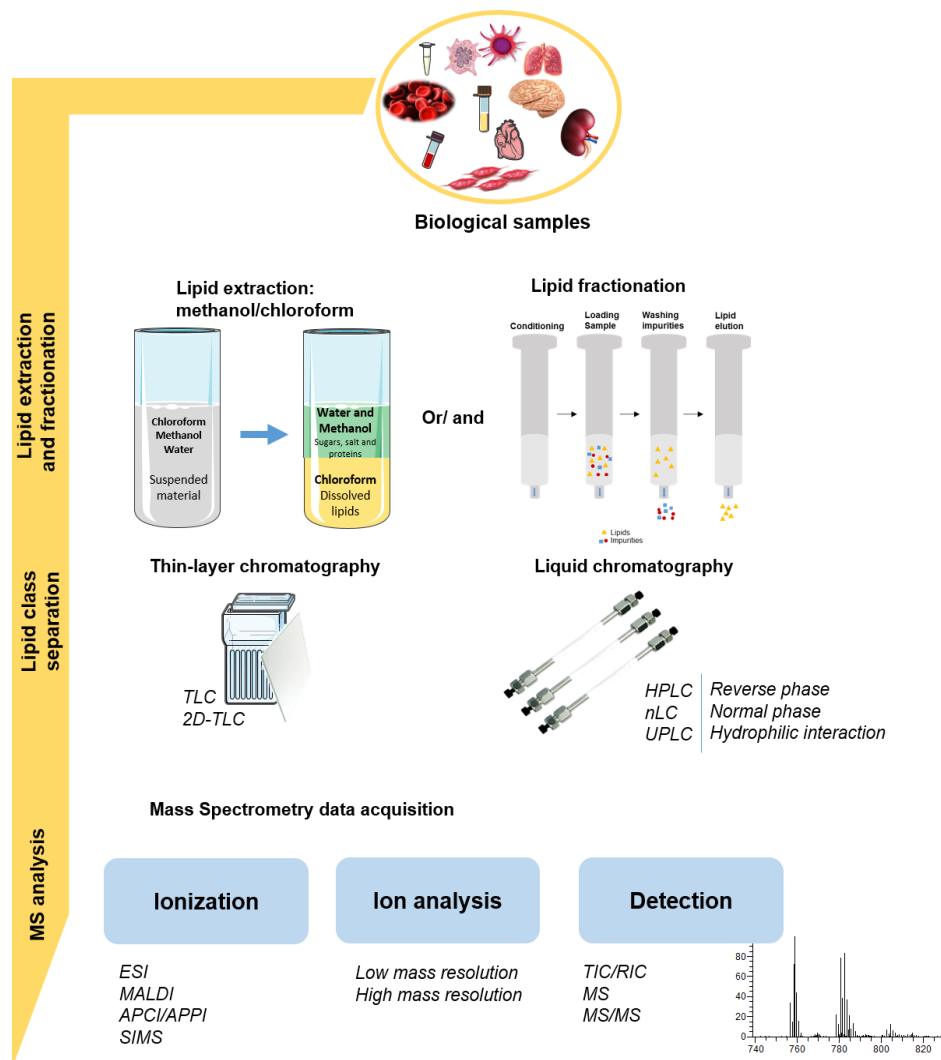 Biological samples
Lipid extraction
and fractionation
Lipid extraction:
methanol/chloroform
Chloroform
Methanol
Water
Suspended
material
Water and
Methanol
Sugars, salt and
proteins
Chloroform
Dissolved
lipids
Or/ and
Lipid fractionation
Conditioning
Loading
Sample
Washing
impurities
Lipid
elution
Lipids
Impurities
Lipid class
separation
Thin-layer chromatography
TLC
2D-TLC
Liquid chromatography
HPLC
nLC
UPLC
Reverse phase
Normal phase
Hydrophilic interaction
MS analysis
Mass Spectrometry data acquisition
Ionization
ESI
MALDI
APCI/APPI
SIMS
Ion analysis
Low mass resolution
High mass resolution
Detection
TIC/RIC
MS
MS/MS
80
60
40
20
0
740
760
780
800
820